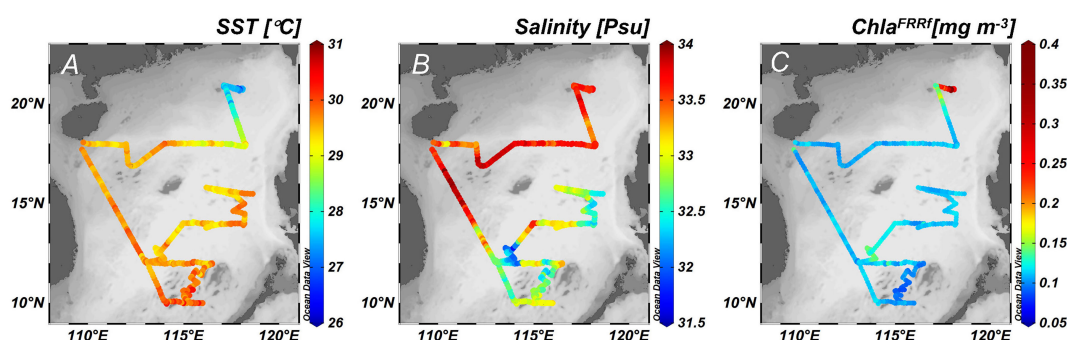 SST [°C]
A
20°N
15°N
10°N
110°E 115°E 120°E
31
30
29
28
27
26
Ocean Data View
Salinity [Psu]
B
20°N
15°N
10°N
110°E 115°E 120°E
34
33.5
33
32.5
32
31.5
Ocean Data View
Chla^FRRf[mg m-3]
C
20°N
15°N
10°N
110°E 115°E 120°E
0.4
0.35
0.3
0.25
0.2
0.15
0.1
0.05
Ocean Data View